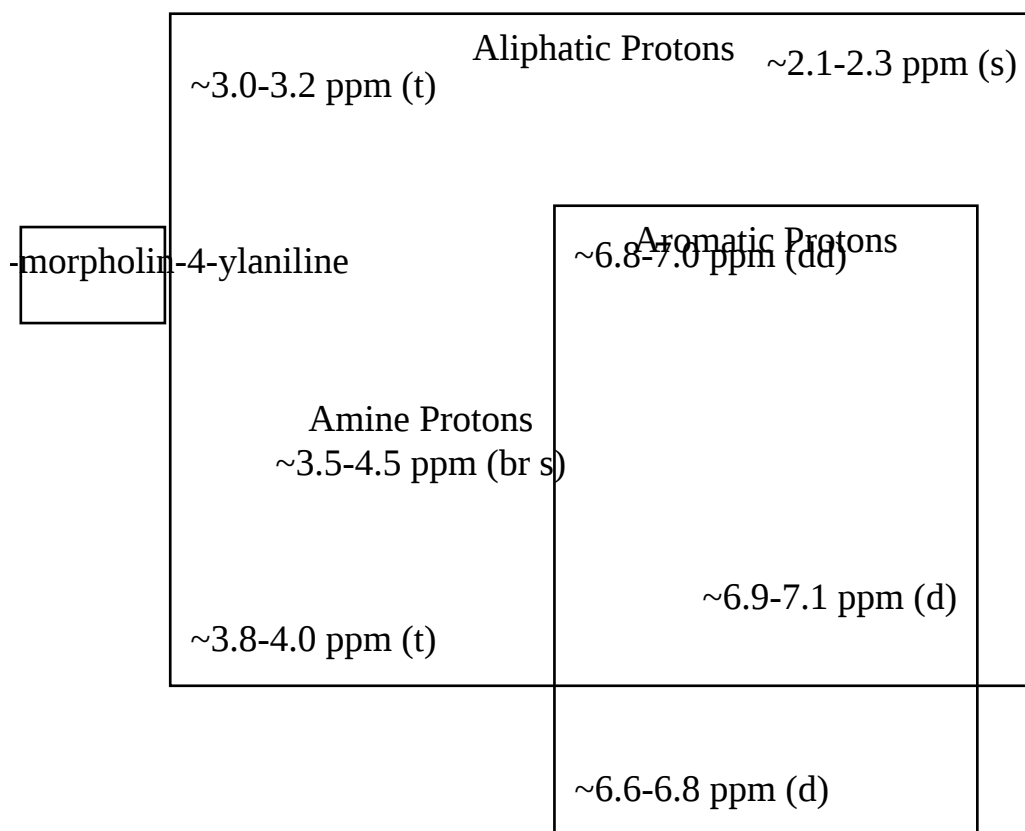 Aliphatic Protons
~2.1-2.3 ppm (s)
~3.0-3.2 ppm (t)
Aromatic Protons
~6.8-7.0 ppm (dd)
-morpholin-4-ylaniline
Amine Protons
~3.5-4.5 ppm (br s)
~6.9-7.1 ppm (d)
~3.8-4.0 ppm (t)
~6.6-6.8 ppm (d)